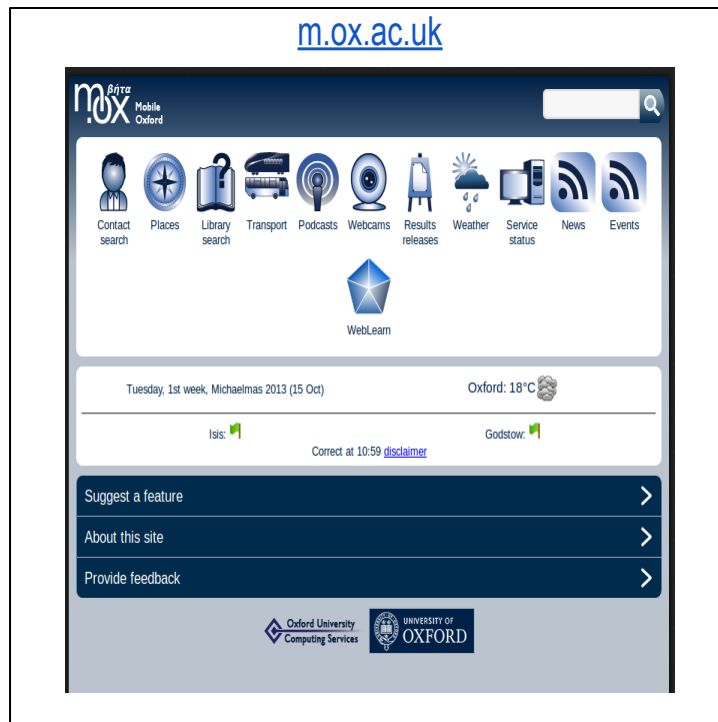 m.ox.ac.uk
mox βήτα
Mobile
Oxford
Contact search
Places
Library search
Transport
Podcasts
Webcams
Results releases
Weather
Service status
News
Events
WebLearn
Tuesday, 1st week, Michaelmas 2013 (15 Oct)
Oxford: 18°C
Isis:
Godstow:
Correct at 10:59 disclaimer
Suggest a feature
About this site
Provide feedback
Oxford University
Computing Services
UNIVERSITY OF
OXFORD